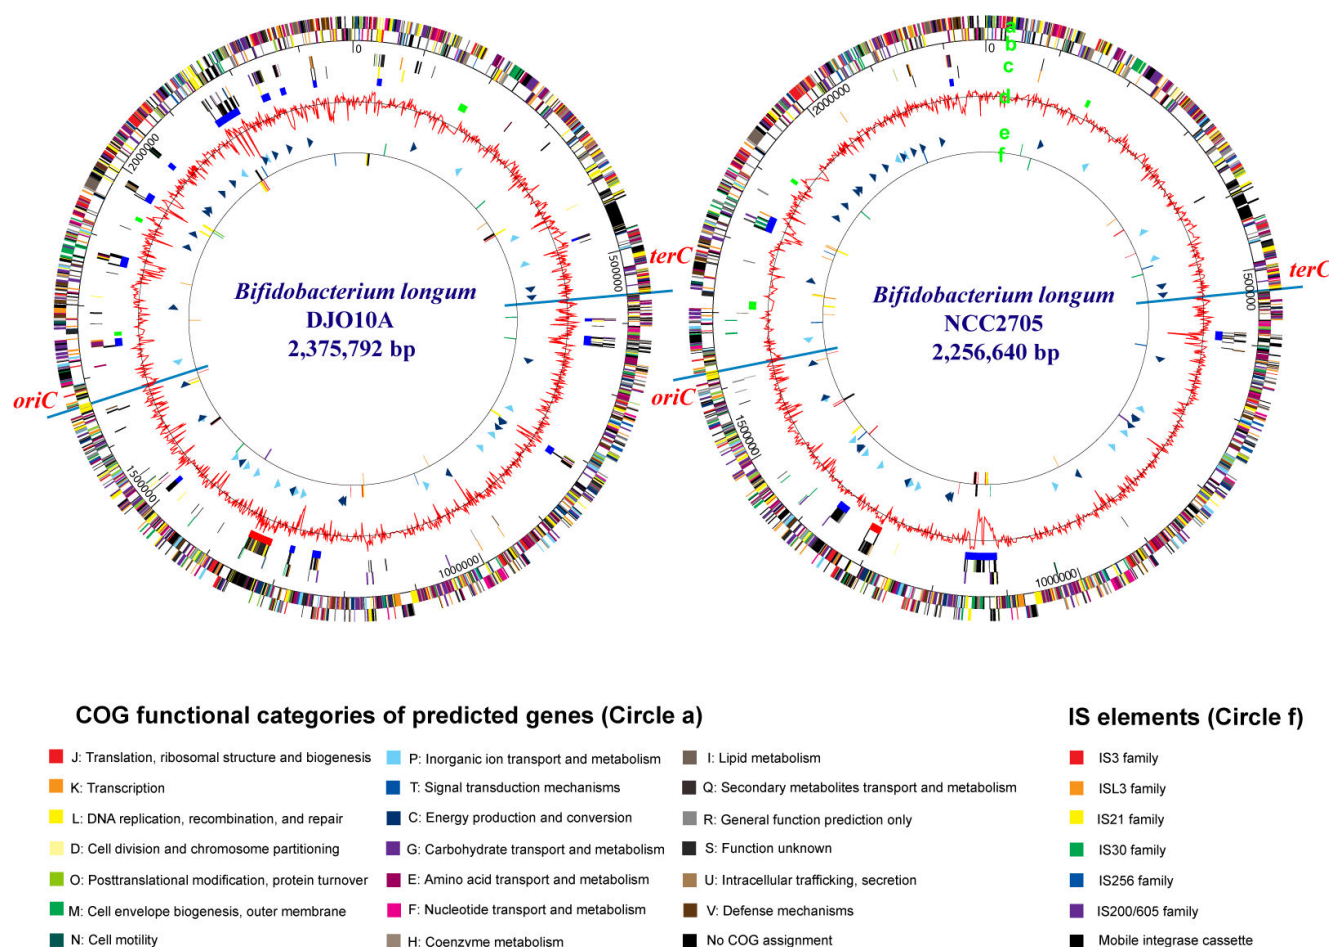 0
2000000
500000
1000000
1500000
terC
oriC
Bifidobacterium longum
DJO10A
2,375,792 bp
0
a
b
c
d
e
f
2000000
500000
1000000
1500000
terC
oriC
Bifidobacterium longum
NCC2705
2,256,640 bp
COG functional categories of predicted genes (Circle a)
J: Translation, ribosomal structure and biogenesis
K: Transcription
L: DNA replication, recombination, and repair
D: Cell division and chromosome partitioning
O: Posttranslational modification, protein turnover
M: Cell envelope biogenesis, outer membrane
N: Cell motility
P: Inorganic ion transport and metabolism
T: Signal transduction mechanisms
C: Energy production and conversion
G: Carbohydrate transport and metabolism
E: Amino acid transport and metabolism
F: Nucleotide transport and metabolism
H: Coenzyme metabolism
I: Lipid metabolism
Q: Secondary metabolites transport and metabolism
R: General function prediction only
S: Function unknown
U: Intracellular trafficking, secretion
V: Defense mechanisms
No COG assignment
IS elements (Circle f)
IS3 family
ISL3 family
IS21 family
IS30 family
IS256 family
IS200/605 family
Mobile integrase cassette